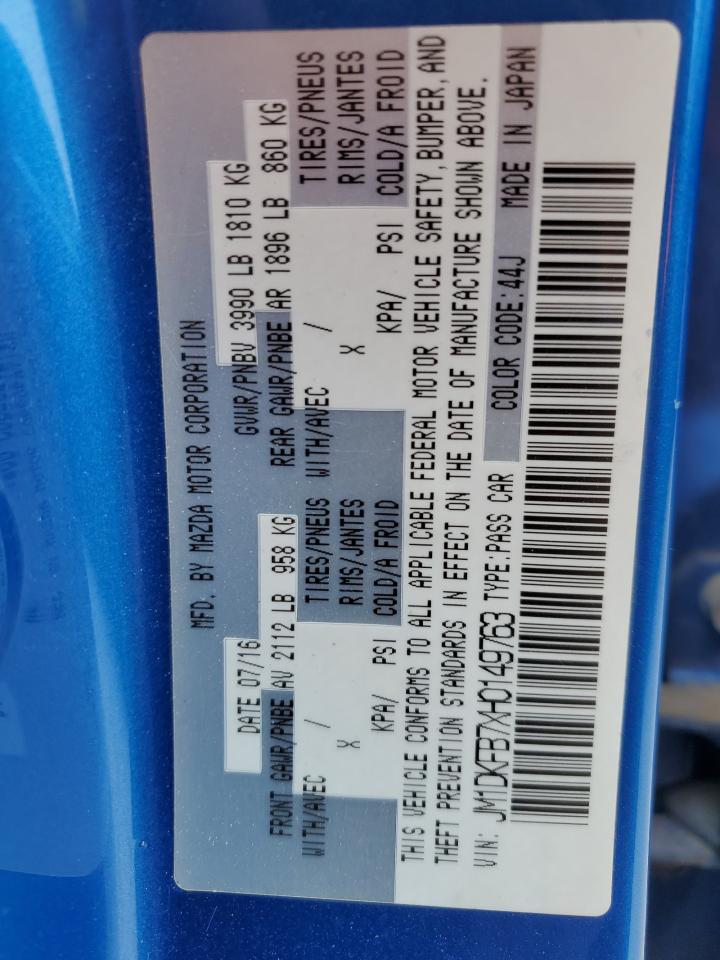 MFD. BY MAZDA MOTOR CORPORATION
DATE 07/16 GVWR/PNBV 3990 LB 1810 KG
FRONT GAWR/PNBE AV 2112 LB 958 KG REAR GAWR/PNBE AR 1896 LB 860 KG
WITH/AVEC / TIRES/PNEUS WITH/AVEC / TIRES/PNEUS
X RIMS/JANTES X RIMS/JANTES
KPA/ PSI COLD/A FROID KPA/ PSI COLD/A FROID
THIS VEHICLE CONFORMS TO ALL APPLICABLE FEDERAL MOTOR VEHICLE SAFETY, BUMPER, AND
THEFT PREVENTION STANDARDS IN EFFECT ON THE DATE OF MANUFACTURE SHOWN ABOVE.
VIN: JM1DKFB7XH0149763 TYPE:PASS CAR COLOR CODE:44J MADE IN JAPAN